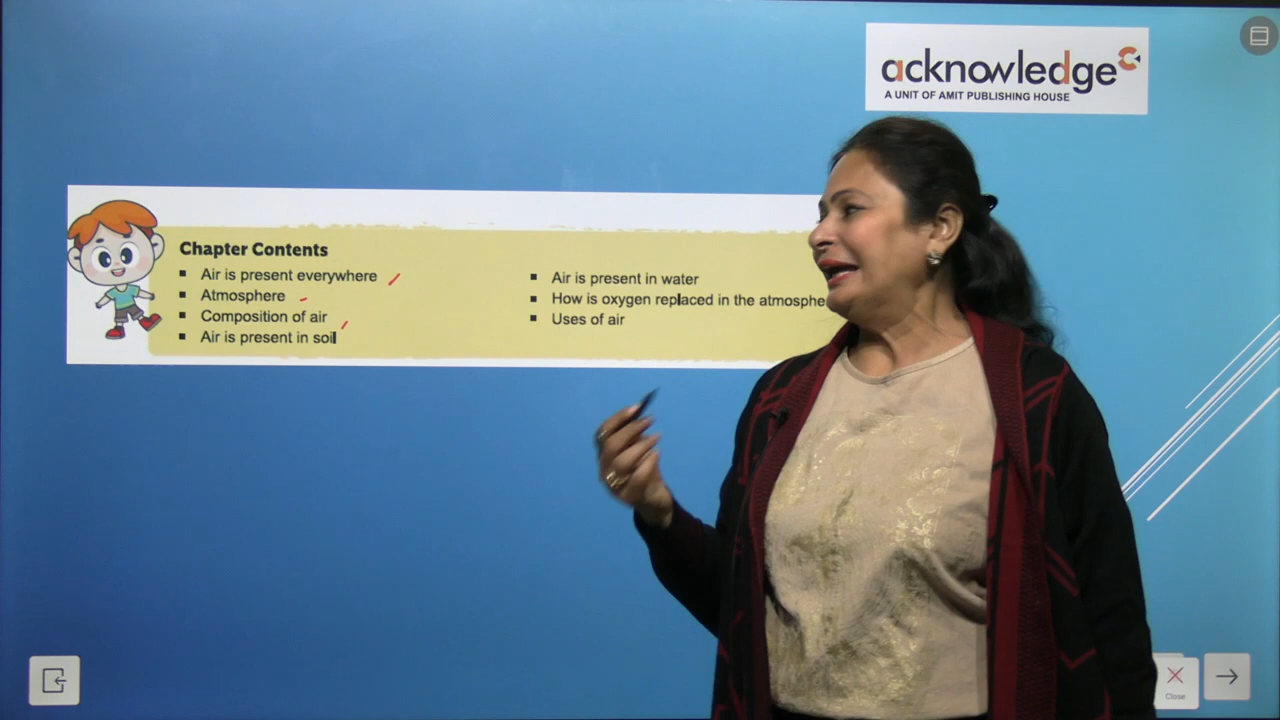 acknowledge
A UNIT OF AMIT PUBLISHING HOUSE
Chapter Contents
Air is present everywhere
Atmosphere
Composition of air
Air is present in soil
Air is present in water
How is oxygen replaced in the
Uses of air
Close